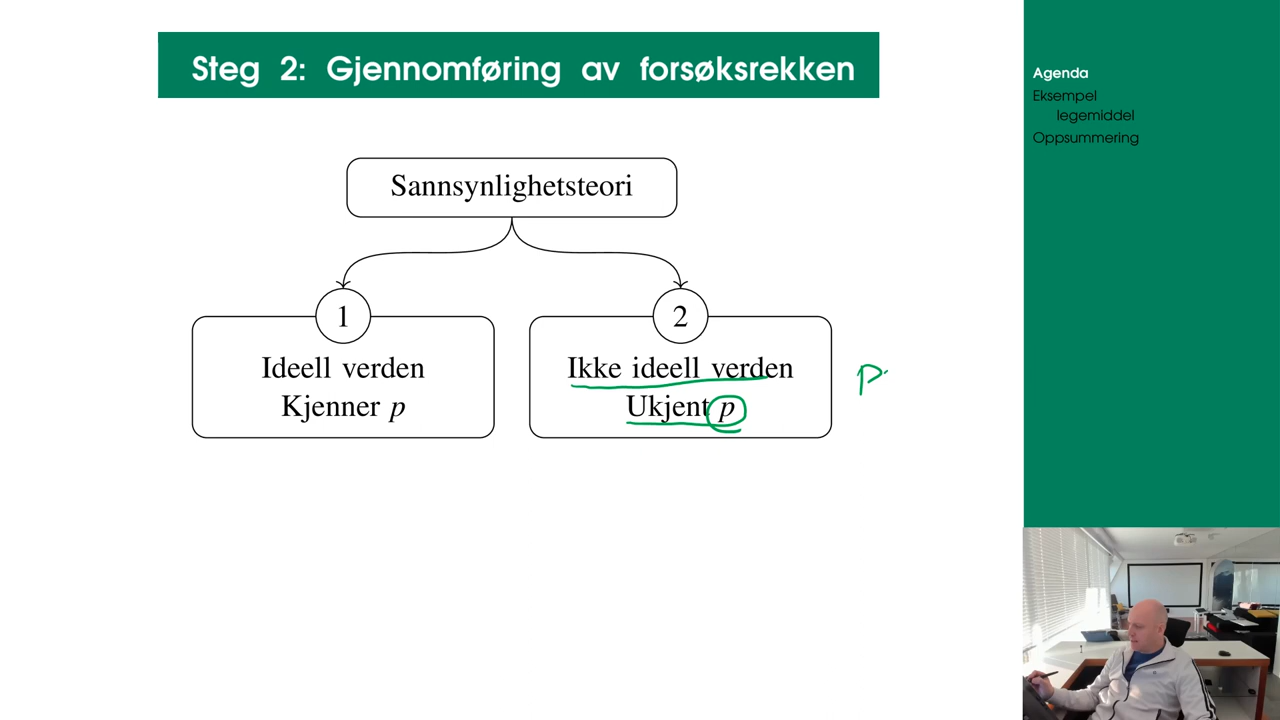 Steg 2: Gjennomføring av forsøksrekken
Sannsynlighetsteori
1
Ideell verden
Kjenner p
2
Ikke ideell verden
Ukjent p
p
Agenda
Eksempel
legemiddel
Oppsummering